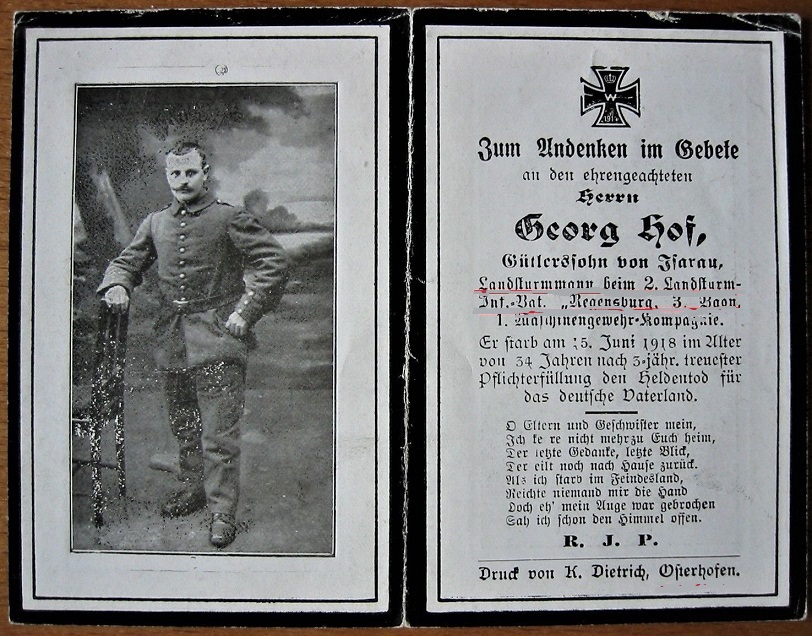 W
1914
Zum Andenken im Gebete
an den ehrengeachteten
Herrn
Georg Hof,
Gütlerssohn von Isarau,
Landsturmmann beim 2. Landsturm-
Inf.-Bat. „Regensburg, 3. Baon,
1. Maschinengewehr-Kompagnie.
Er starb am 5. Juni 1918 im Alter
von 34 Jahren nach 3-jähr. treuester
Pflichterfüllung den Heldentod für
das deutsche Vaterland.
O Eltern und Geschwister mein,
Ich ke re nicht mehr zu Euch heim,
Der letzte Gedanke, letzte Blick,
Der eilt noch nach Hause zurück.
Als ich starb im Feindesland,
Reichte niemand mir die Hand
Doch eh' mein Auge war gebrochen
Sah ich schon den Himmel offen.
R. J. P.
Druck von K. Dietrich, Osterhofen.